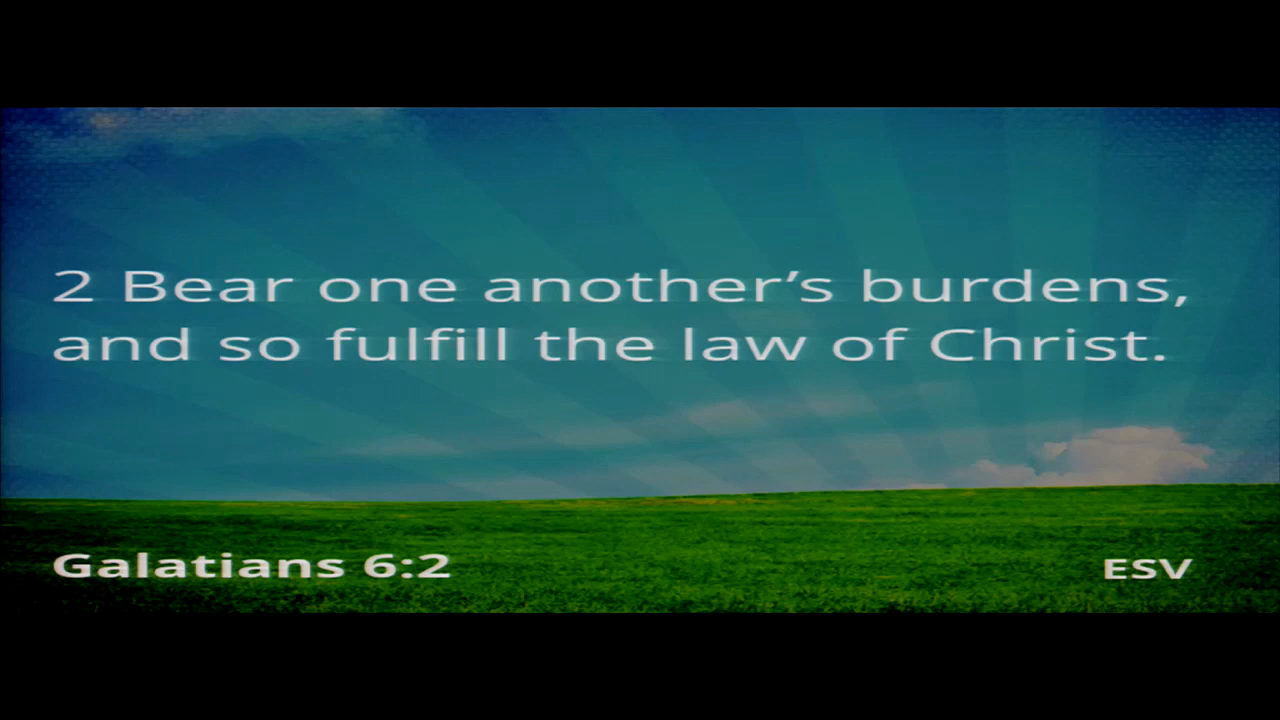 2 Bear one another’s burdens,
and so fulfill the law of Christ.
Galatians 6:2
ESV